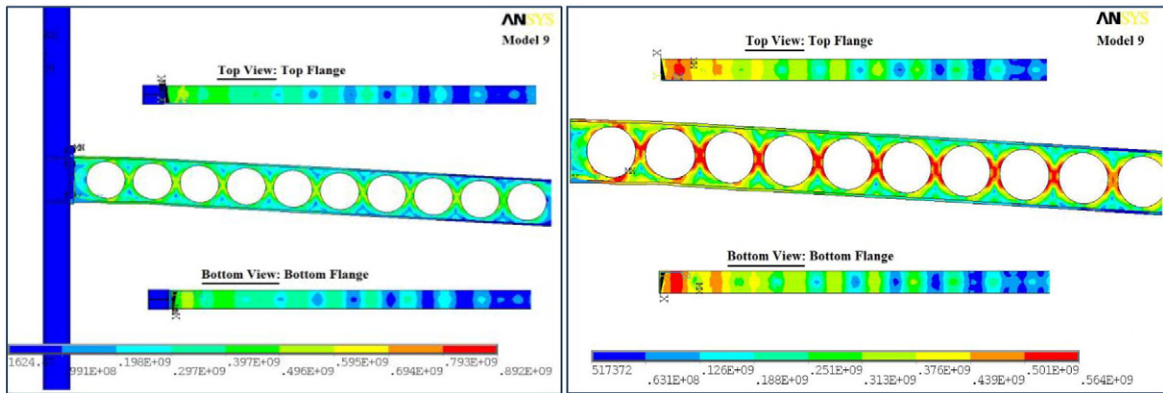 ANSYS
Model 9
Top View: Top Flange
Bottom View: Bottom Flange
1624. .198E+09 .397E+09 .595E+09 .793E+09
.991E+08 .297E+09 .496E+09 .694E+09 .892E+09
ANSYS
Model 9
Top View: Top Flange
Bottom View: Bottom Flange
517372 .126E+09 .251E+09 .376E+09 .501E+09
.631E+08 .188E+09 .313E+09 .439E+09 .564E+09